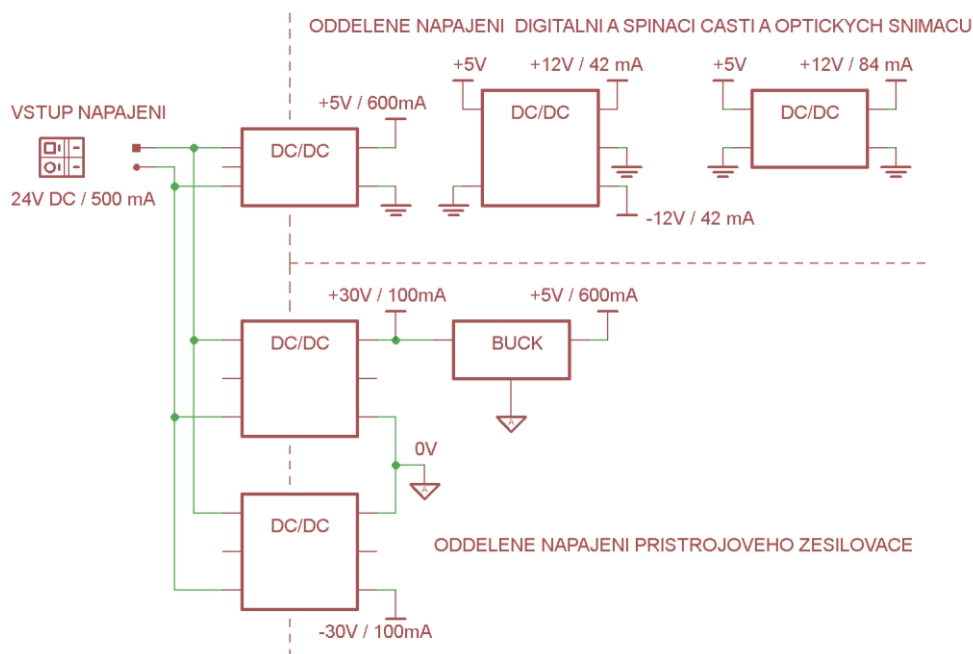 ODDELENE NAPAJENI DIGITALNI A SPINACI CASTI A OPTICKYCH SNIMACU
VSTUP NAPAJENI
24V DC / 500 mA
DC/DC
+5V / 600mA
+5V
+12V / 42 mA
DC/DC
-12V / 42 mA
+5V
+12V / 84 mA
DC/DC
+30V / 100mA
DC/DC
+5V / 600mA
BUCK
A
0V
A
DC/DC
-30V / 100mA
ODDELENE NAPAJENI PRISTROJOVEHO ZESILOVACE